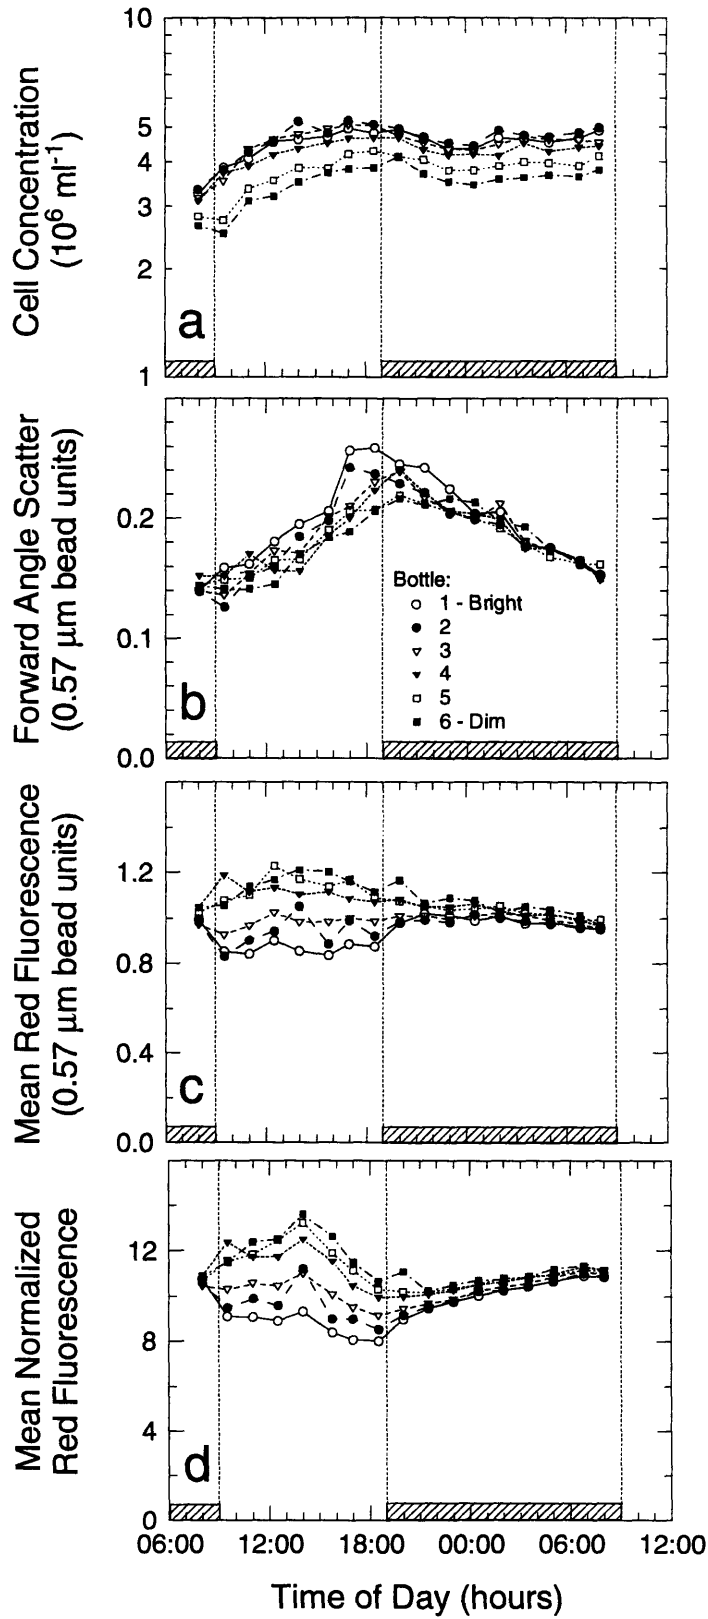 10
5
4
3
2
1
Cell Concentration
(10⁶ ml⁻¹)
a
0.2
0.1
0.0
Forward Angle Scatter
(0.57 µm bead units)
Bottle:
1 - Bright
2
3
4
5
6 - Dim
b
1.2
0.8
0.4
0.0
Mean Red Fluorescence
(0.57 µm bead units)
c
12
8
4
0
Mean Normalized
Red Fluorescence
d
06:00 12:00 18:00 00:00 06:00 12:00
Time of Day (hours)